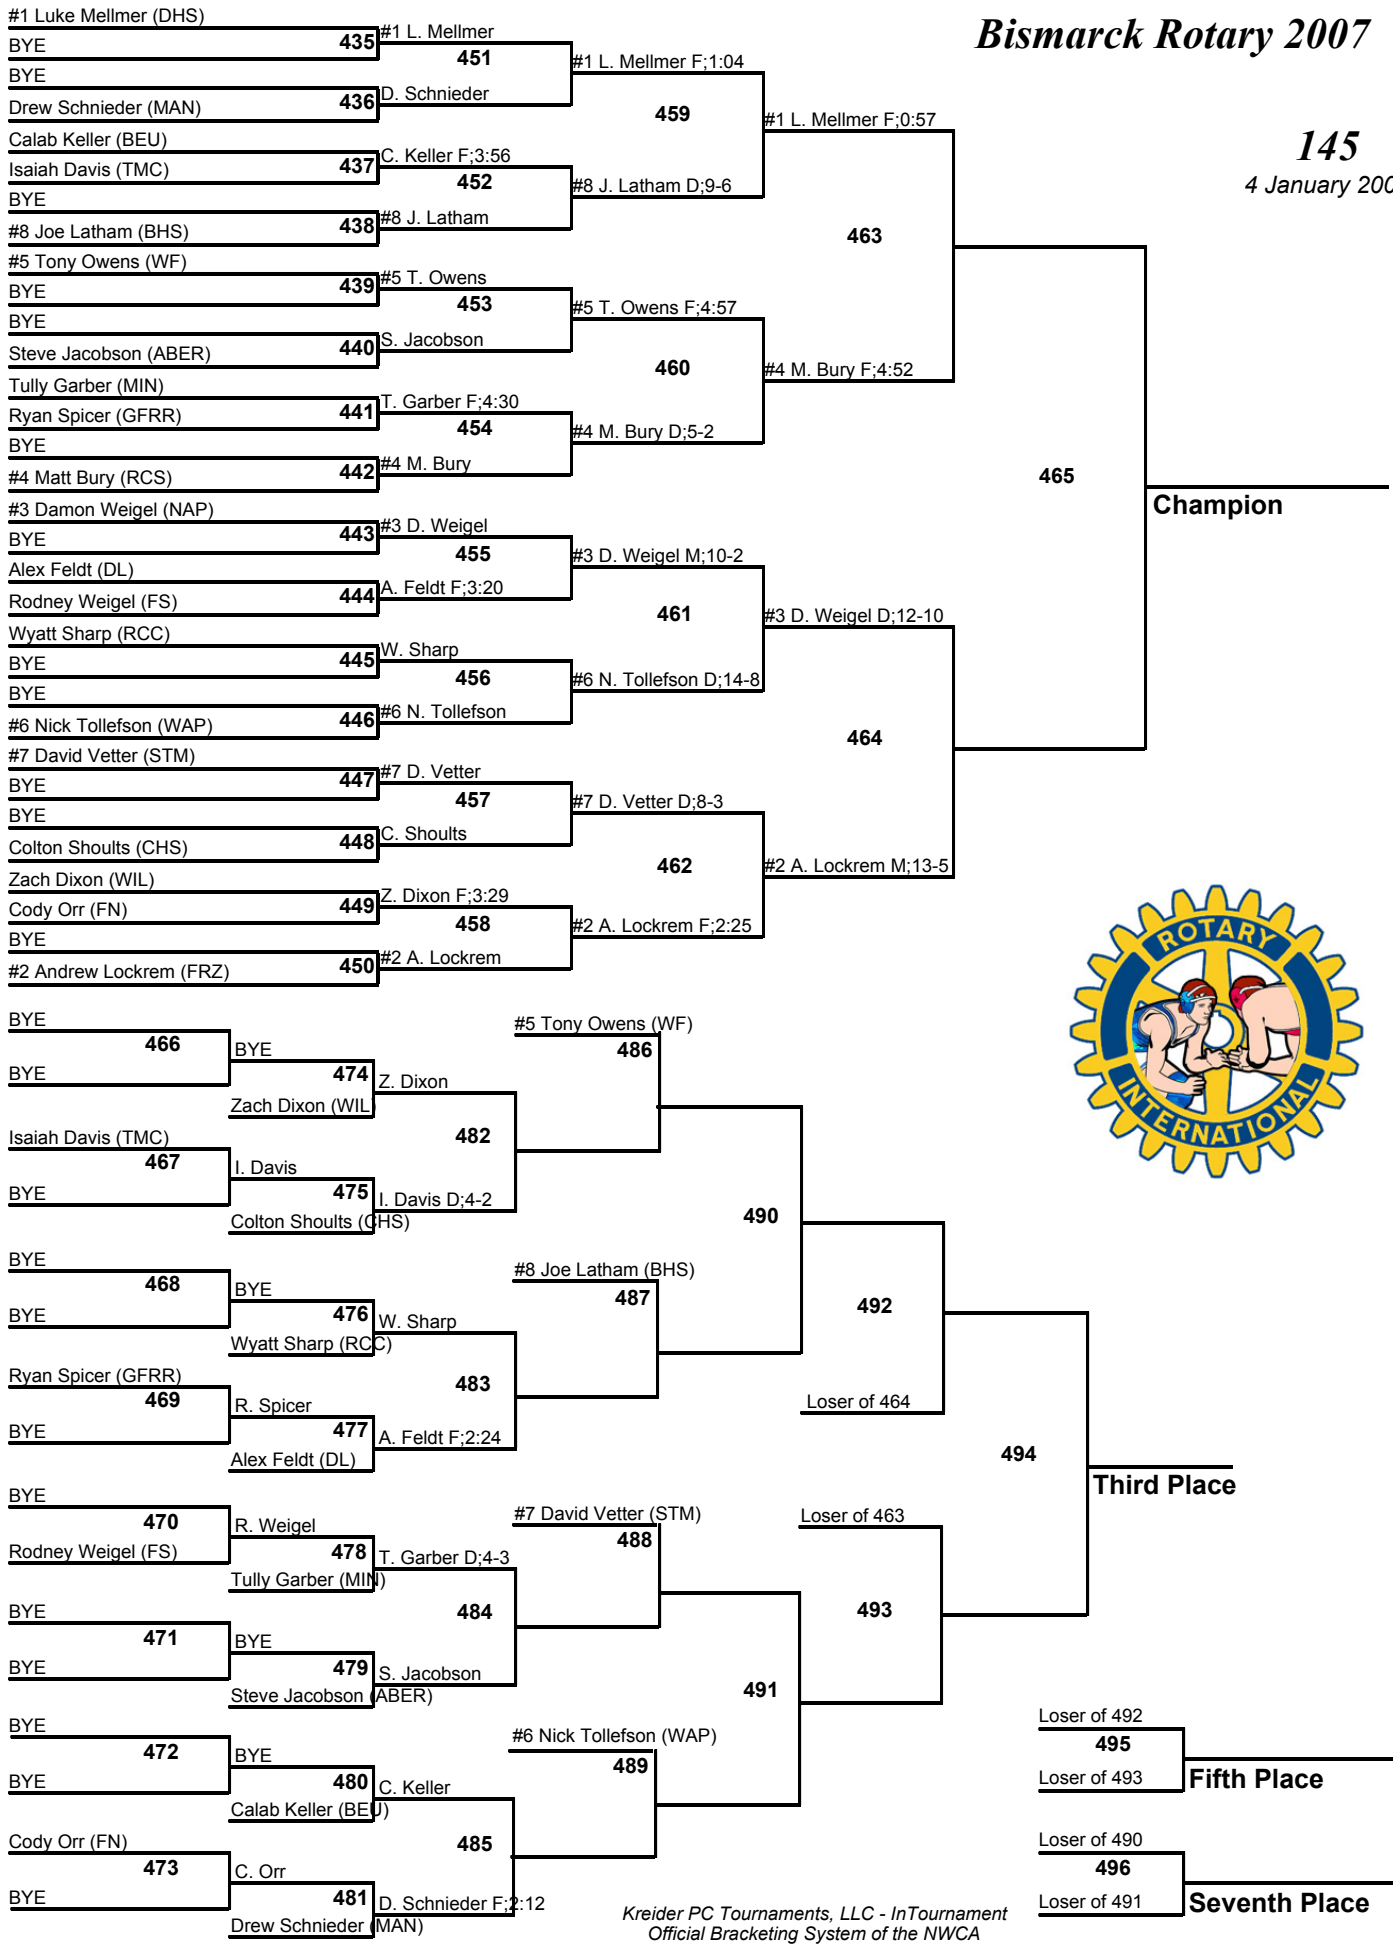 Bismarck Rotary 2007
145
4 January 200
#1 Luke Mellmer (DHS)
BYE
435
BYE
Drew Schnieder (MAN)
436
Calab Keller (BEU)
Isaiah Davis (TMC)
437
BYE
#8 Joe Latham (BHS)
438
#5 Tony Owens (WF)
BYE
439
BYE
Steve Jacobson (ABER)
440
Tully Garber (MIN)
Ryan Spicer (GFRR)
441
BYE
#4 Matt Bury (RCS)
442
#3 Damon Weigel (NAP)
BYE
443
Alex Feldt (DL)
Rodney Weigel (FS)
444
Wyatt Sharp (RCC)
BYE
445
BYE
#6 Nick Tollefson (WAP)
446
#7 David Vetter (STM)
BYE
447
BYE
Colton Shoults (CHS)
448
Zach Dixon (WIL)
Cody Orr (FN)
449
BYE
#2 Andrew Lockrem (FRZ)
450
#1 L. Mellmer
451
D. Schnieder
C. Keller F;3:56
452
#8 J. Latham
#5 T. Owens
453
S. Jacobson
T. Garber F;4:30
454
#4 M. Bury
#3 D. Weigel
455
A. Feldt F;3:20
W. Sharp
456
#6 N. Tollefson
#7 D. Vetter
457
C. Shoults
Z. Dixon F;3:29
458
#2 A. Lockrem
#1 L. Mellmer F;1:04
459
#8 J. Latham D;9-6
#5 T. Owens F;4:57
460
#4 M. Bury D;5-2
#3 D. Weigel M;10-2
461
#6 N. Tollefson D;14-8
#7 D. Vetter D;8-3
462
#2 A. Lockrem F;2:25
#1 L. Mellmer F;0:57
463
#4 M. Bury F;4:52
#3 D. Weigel D;12-10
464
#2 A. Lockrem M;13-5
465
Champion
ROTARY
INTERNATIONAL
BYE
466
BYE
Isaiah Davis (TMC)
467
BYE
BYE
468
BYE
Ryan Spicer (GFRR)
469
BYE
BYE
470
Rodney Weigel (FS)
BYE
471
BYE
BYE
472
BYE
Cody Orr (FN)
473
BYE
BYE
474
Zach Dixon (WIL)
I. Davis
475
Colton Shoults (CHS)
BYE
476
Wyatt Sharp (RCC)
R. Spicer
477
Alex Feldt (DL)
R. Weigel
478
Tully Garber (MIN)
BYE
479
Steve Jacobson (ABER)
BYE
480
Calab Keller (BEU)
C. Orr
481
Drew Schnieder (MAN)
Z. Dixon
482
I. Davis D;4-2
W. Sharp
483
A. Feldt F;2:24
T. Garber D;4-3
484
S. Jacobson
C. Keller
485
D. Schnieder F;2:12
#5 Tony Owens (WF)
486
#8 Joe Latham (BHS)
487
#7 David Vetter (STM)
488
#6 Nick Tollefson (WAP)
489
490
491
492
Loser of 464
Loser of 463
493
494
Third Place
Loser of 492
495
Loser of 493
Fifth Place
Loser of 490
496
Loser of 491
Seventh Place
Kreider PC Tournaments, LLC - InTournament
Official Bracketing System of the NWCA